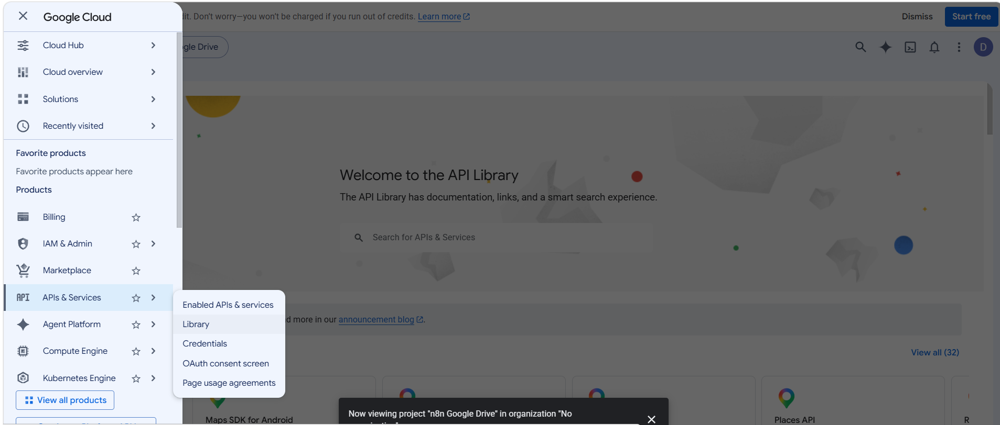 Google Cloud
dit. Don't worry—you won't be charged if you run out of credits. Learn more
Dismiss
Start free
Cloud Hub
gle Drive
D
Cloud overview
Solutions
Recently visited
Favorite products
Favorite products appear here
Products
Billing
IAM & Admin
Marketplace
APIs & Services
Agent Platform
Compute Engine
Kubernetes Engine
View all products
Enabled APIs & services
Library
Credentials
OAuth consent screen
Page usage agreements
Welcome to the API Library
The API Library has documentation, links, and a smart search experience.
Search for APIs & Services
d more in our announcement blog.
View all (32)
Maps SDK for Android
Places API
R
Now viewing project "n8n Google Drive" in organization "No